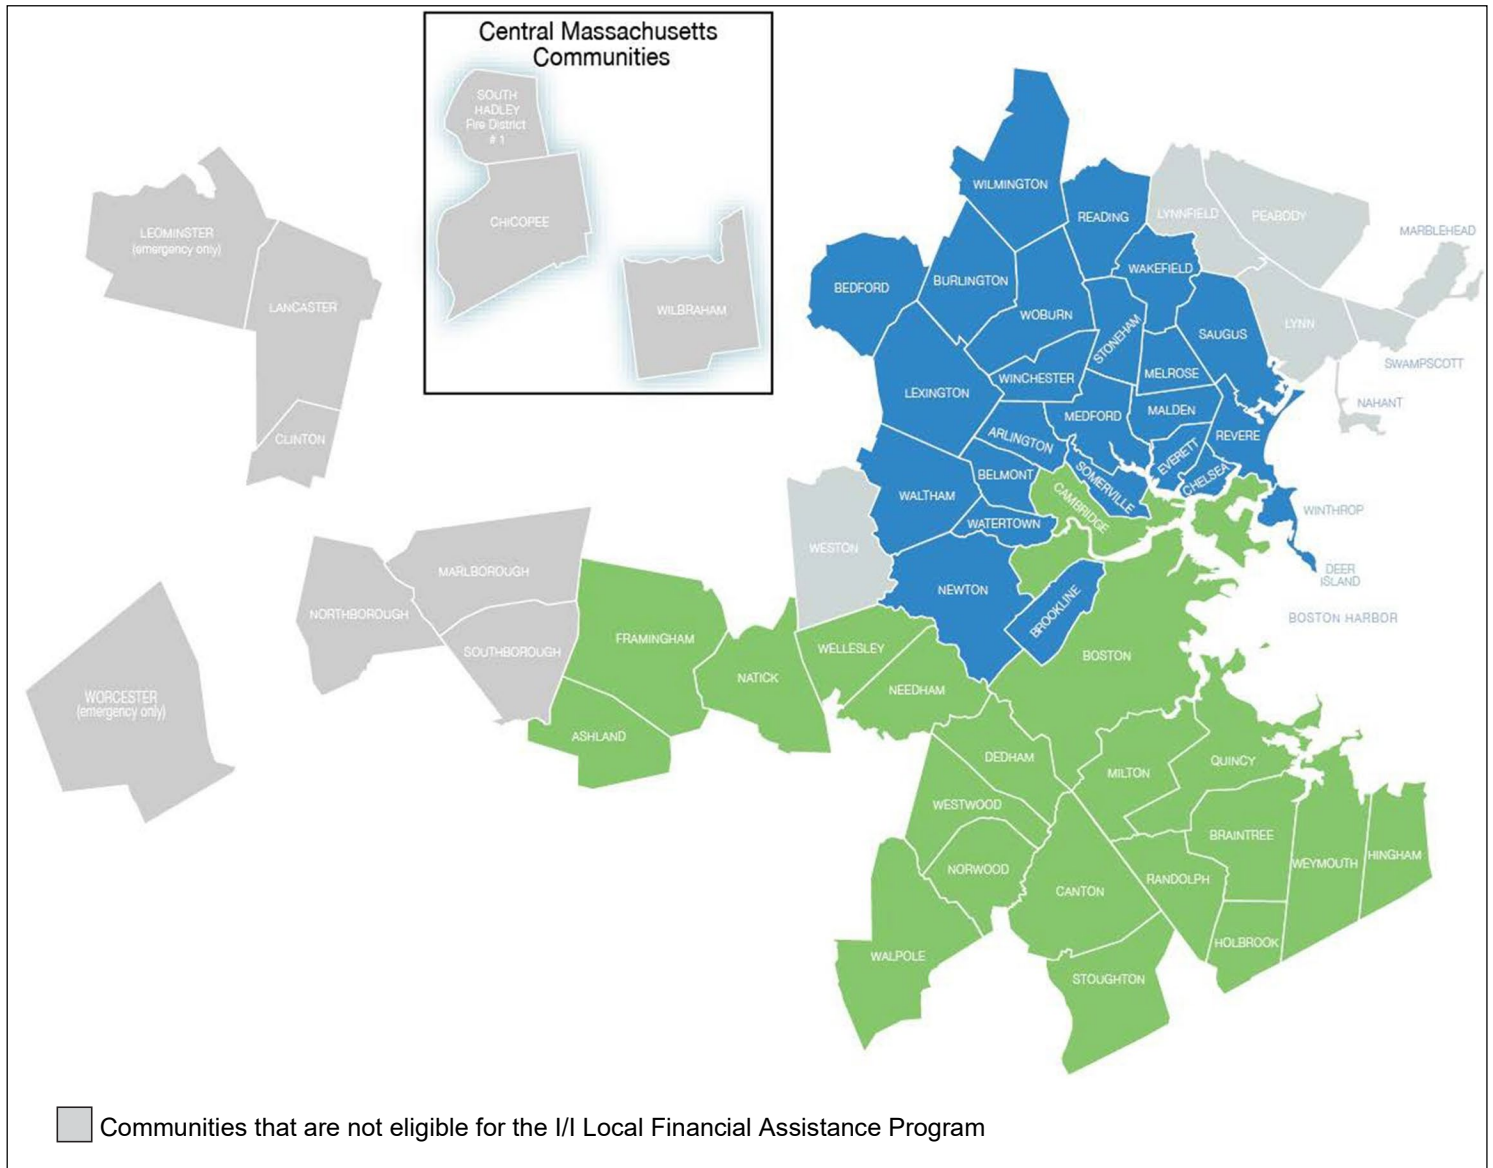 Central Massachusetts
Communities
SOUTH
HADLEY
Fire District
# 1
CHICOPEE
WILBRAHAM
LEOMINSTER
(emergency only)
LANCASTER
CLINTON
WILMINGTON
READING
LYNNFIELD
PEABODY
MARBLEHEAD
WAKEFIELD
BEDFORD
BURLINGTON
WOBURN
STONEHAM
SAUGUS
LYNN
SWAMPSCOTT
NAHANT
LEXINGTON
WINCHESTER
MELROSE
MEDFORD
MALDEN
REVERE
ARLINGTON
EVERETT
CHELSEA
BELMONT
SOMERVILLE
WALTHAM
CAMBRIDGE
WATERTOWN
WINTHROP
WESTON
DEER
ISLAND
NEWTON
BROOKLINE
BOSTON HARBOR
MARLBOROUGH
NORTHBOROUGH
SOUTHBOROUGH
FRAMINGHAM
WELLESLEY
BOSTON
NATICK
NEEDHAM
WORCESTER
(emergency only)
ASHLAND
DEDHAM
MILTON
QUINCY
WESTWOOD
BRAINTREE
WEYMOUTH
HINGHAM
NORWOOD
RANDOLPH
CANTON
HOLBROOK
WALPOLE
STOUGHTON
Communities that are not eligible for the I/I Local Financial Assistance Program